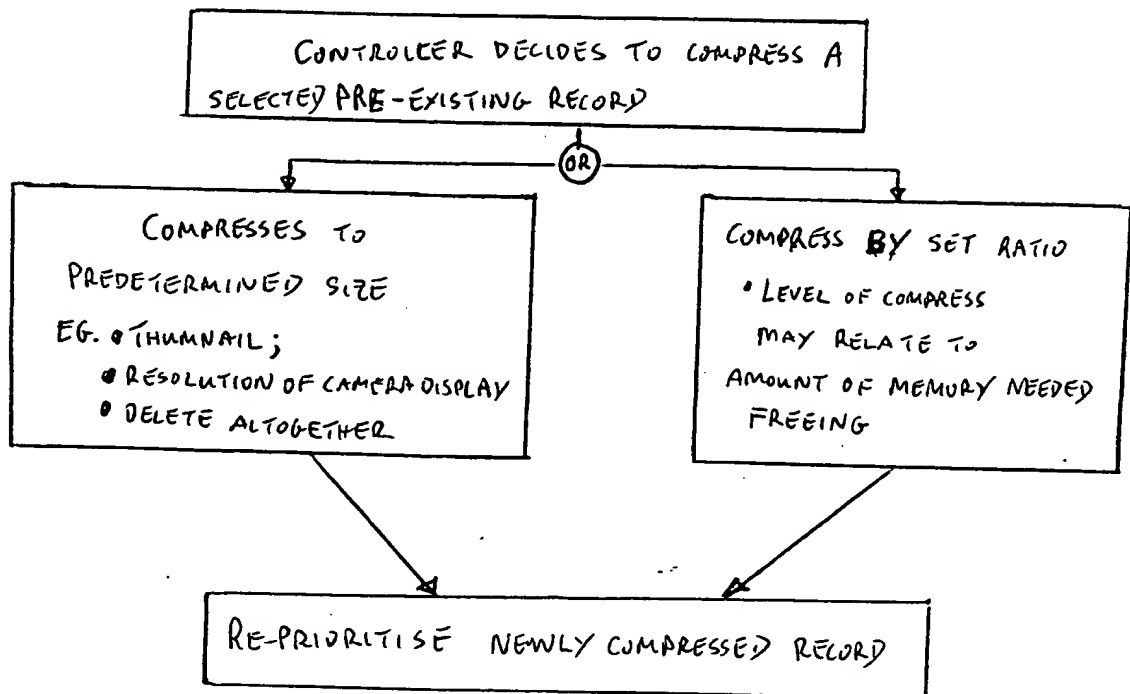 CONTROLLER DECIDES TO COMPRESS A
SELECTED PRE-EXISTING RECORD
OR
COMPRESSES TO
PREDETERMINED SIZE
EG. • THUMNAIL;
• RESOLUTION OF CAMERA DISPLAY
• DELETE ALTOGETHER
COMPRESS BY SET RATIO
• LEVEL OF COMPRESS
MAY RELATE TO
AMOUNT OF MEMORY NEEDED
FREEING
RE-PRIORITISE NEWLY COMPRESSED RECORD